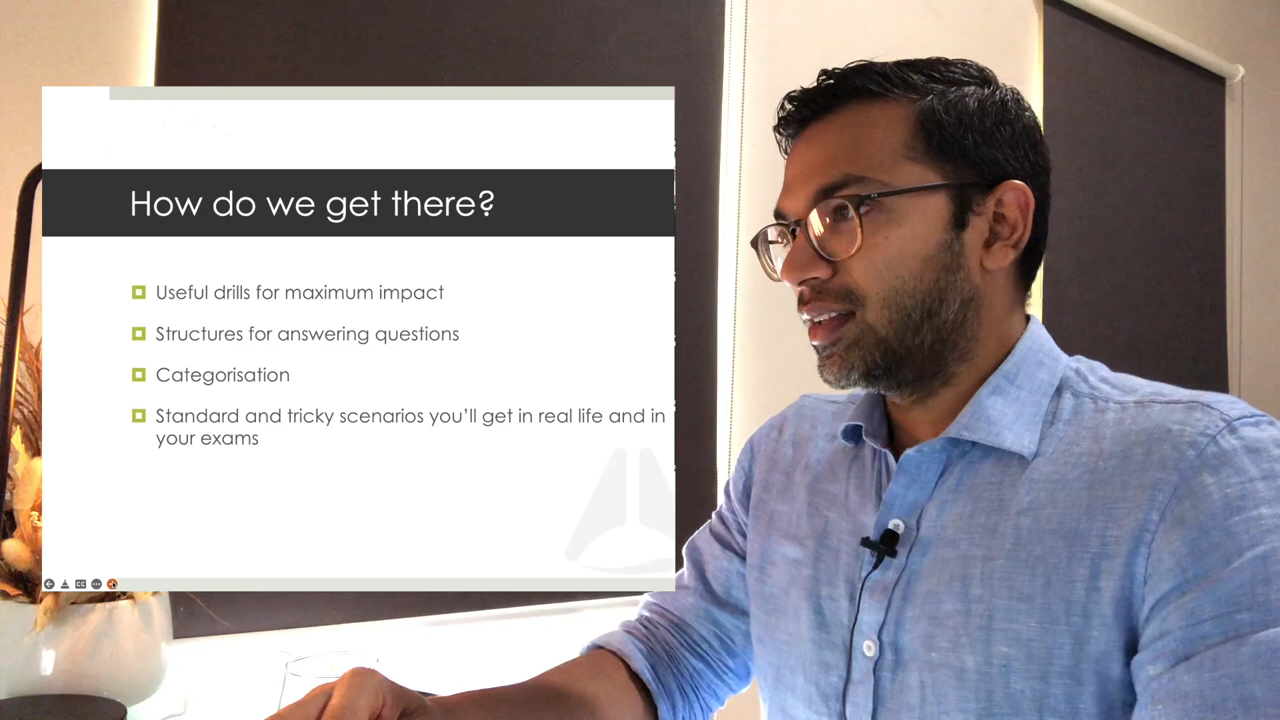 How do we get there?
Useful drills for maximum impact
Structures for answering questions
Categorisation
Standard and tricky scenarios you'll get in real life and in
your exams
CC